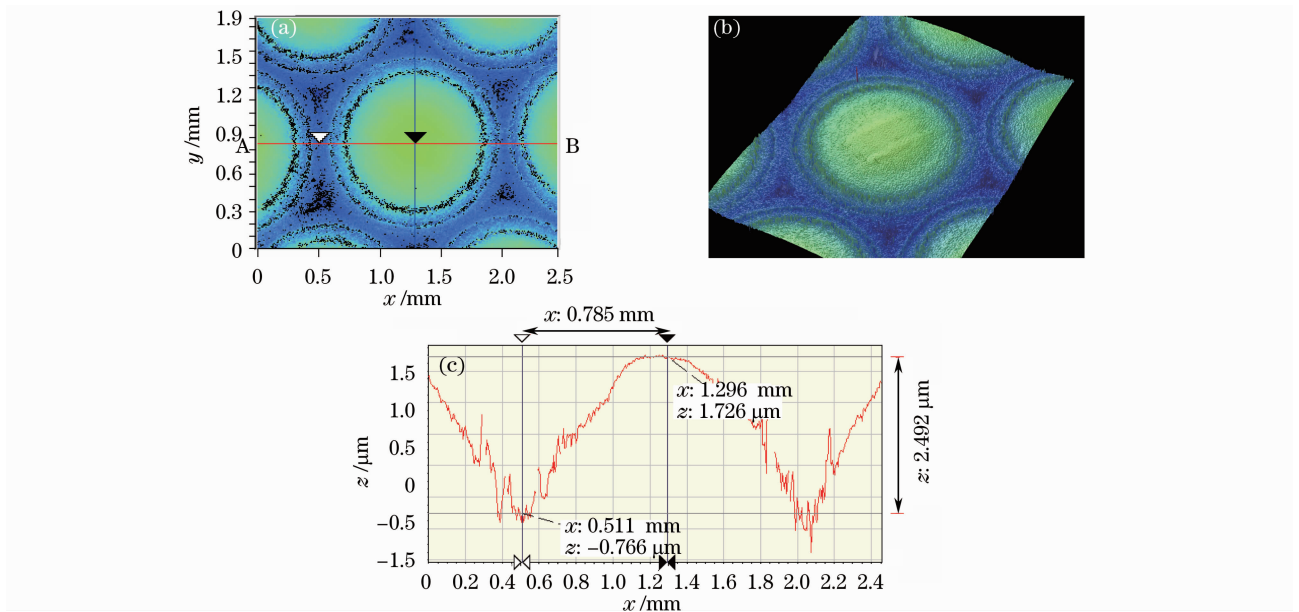 (a)
1.9
1.5
1.2
0.9
0.6
0.3
0
y /mm
A
B
0 0.5 1.0 1.5 2.0 2.5
x /mm
(b)
x: 0.785 mm
(c)
1.5
1.0
0.5
0
−0.5
−1.5
z /μm
x: 1.296 mm
z: 1.726 μm
x: 0.511 mm
z: −0.766 μm
z: 2.492 μm
0 0.2 0.4 0.6 0.8 1.0 1.2 1.4 1.6 1.8 2.0 2.2 2.4
x /mm